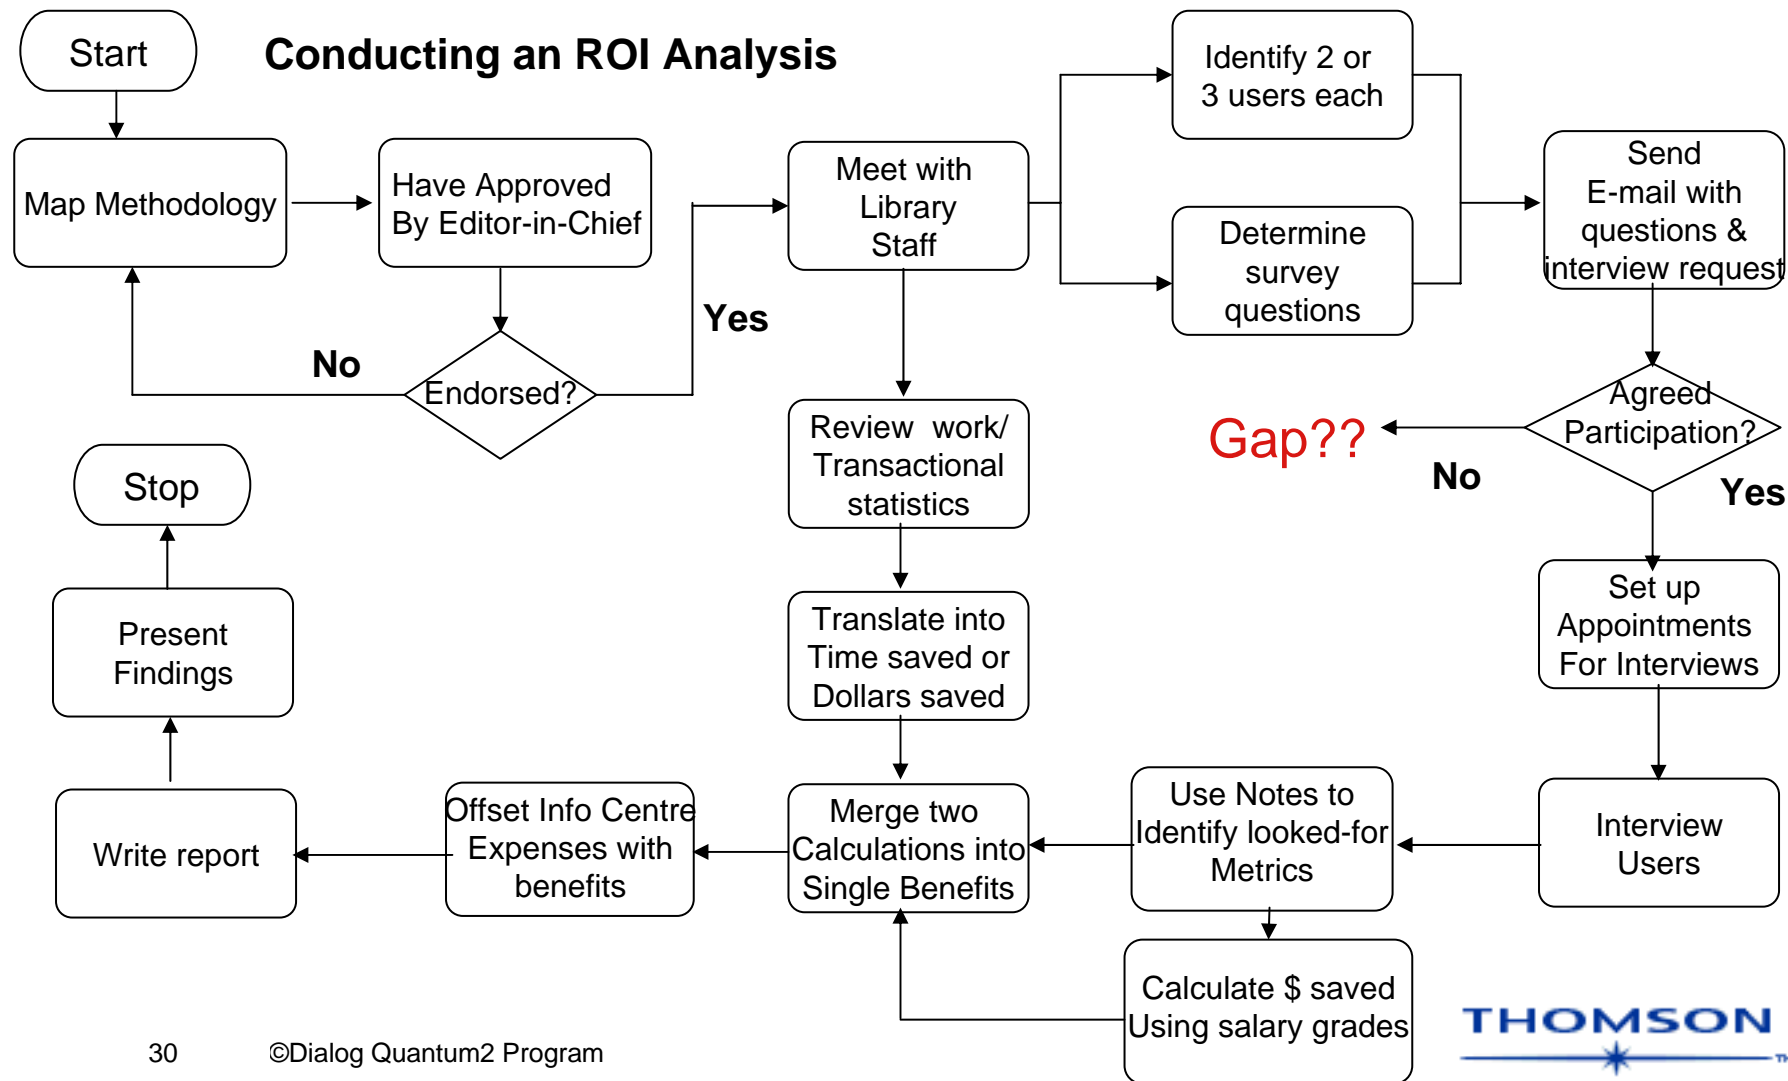 Start
Conducting an ROI Analysis
Map Methodology
Have Approved
By Editor-in-Chief
Endorsed?
No
Yes
Meet with
Library
Staff
Identify 2 or
3 users each
Determine
survey
questions
Send
E-mail with
questions &
interview request
Agreed
Participation?
No
Gap??
Yes
Set up
Appointments
For Interviews
Interview
Users
Use Notes to
Identify looked-for
Metrics
Calculate $ saved
Using salary grades
Review work/
Transactional
statistics
Translate into
Time saved or
Dollars saved
Merge two
Calculations into
Single Benefits
Offset Info Centre
Expenses with
benefits
Write report
Present
Findings
Stop
30
©Dialog Quantum2 Program
THOMSON